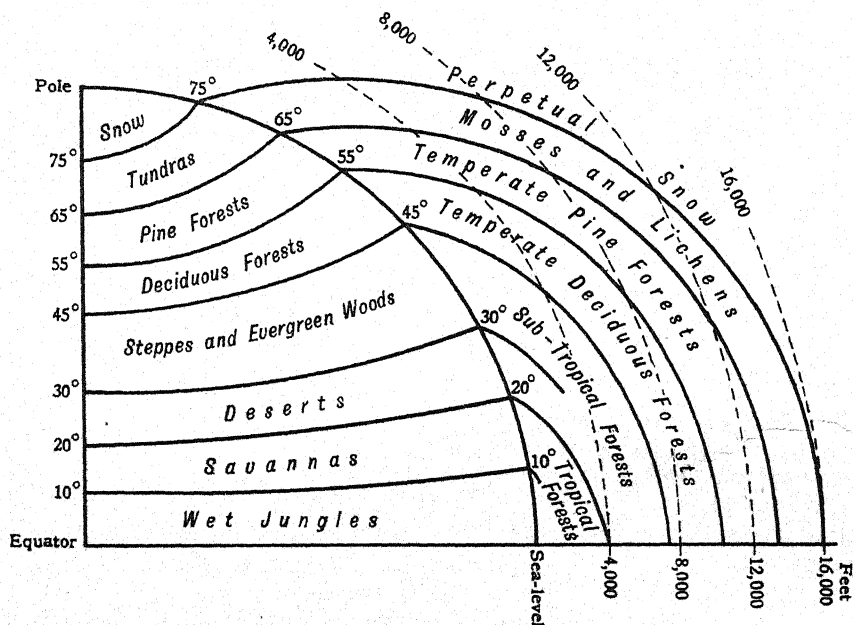 4,000
8,000
12,000
16,000
Pole
75°
65°
55°
45°
30°
20°
10°
Equator
75°
65°
55°
45°
30°
20°
10°
Snow
Tundras
Pine Forests
Deciduous Forests
Steppes and Evergreen Woods
Deserts
Savannas
Wet Jungles
Perpetual Snow
Mosses and Lichens
Temperate Pine Forests
Temperate Deciduous Forests
Sub-Tropical Forests
Tropical
Forests
Sea-level
4,000
8,000
12,000
16,000
Feet